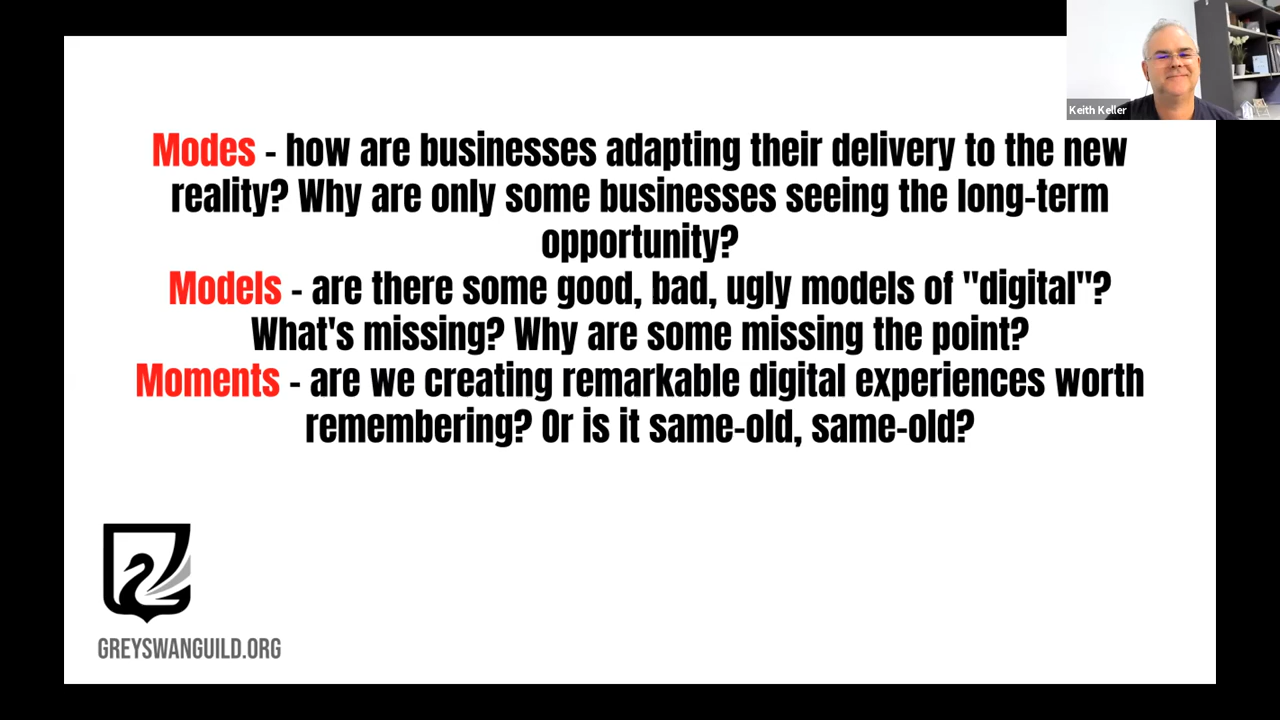 Keith Keller
Modes - how are businesses adapting their delivery to the new
reality? Why are only some businesses seeing the long-term
opportunity?
Models - are there some good, bad, ugly models of "digital"?
What's missing? Why are some missing the point?
Moments - are we creating remarkable digital experiences worth
remembering? Or is it same-old, same-old?
GREYSWANGUILD.ORG